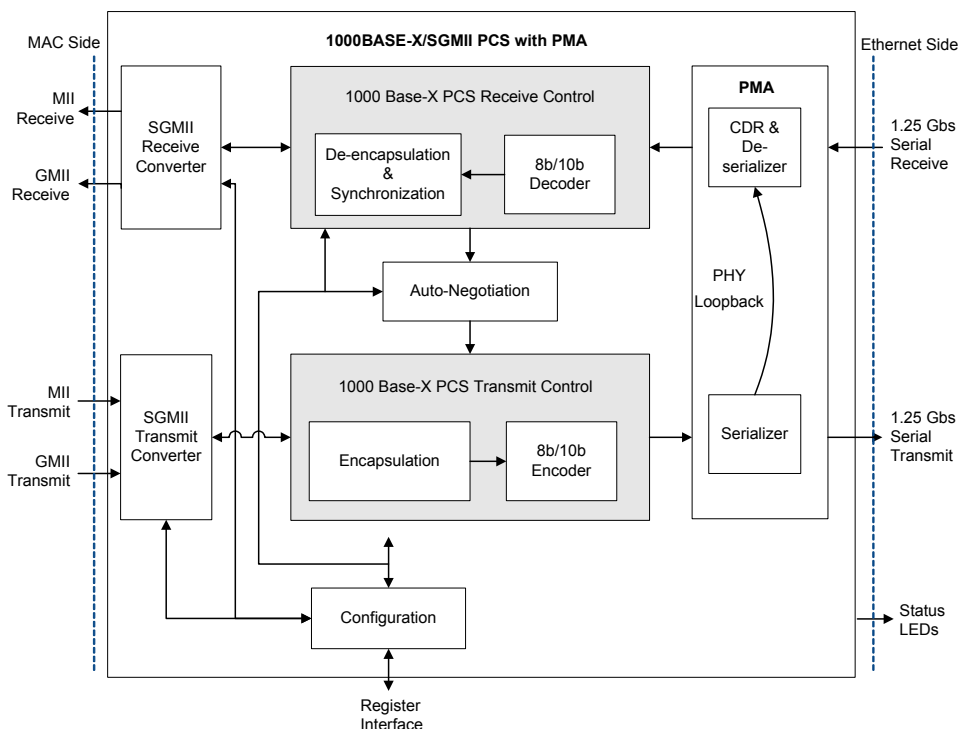 1000BASE-X/SGMII PCS with PMA
MAC Side
Ethernet Side
MII
Receive
GMII
Receive
SGMII
Receive
Converter
1000 Base-X PCS Receive Control
De-encapsulation
&
Synchronization
8b/10b
Decoder
PMA
CDR &
De-
serializer
1.25 Gbs
Serial
Receive
Auto-Negotiation
PHY
Loopback
MII
Transmit
GMII
Transmit
SGMII
Transmit
Converter
1000 Base-X PCS Transmit Control
Encapsulation
8b/10b
Encoder
Serializer
1.25 Gbs
Serial
Transmit
Configuration
Status
LEDs
Register
Interface